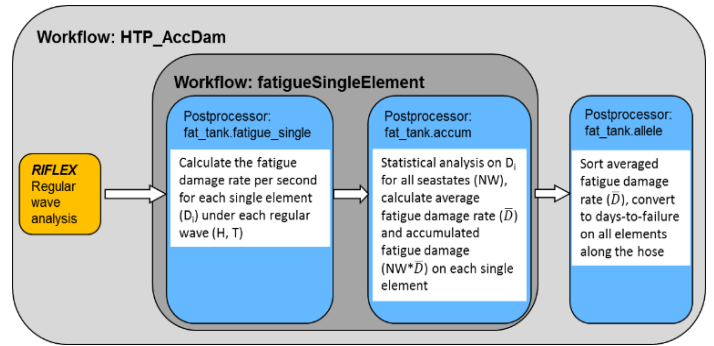 Workflow: HTP_AccDam
Workflow: fatigueSingleElement
RIFLEX
Regular
wave
analysis
Postprocessor:
fat_tank.fatigue_single
Calculate the fatigue
damage rate per second
for each single element
(Dᵢ) under each regular
wave (H, T)
Postprocessor:
fat_tank.accum
Statistical analysis on Dᵢ
for all seastates (NW),
calculate average
fatigue damage rate (D̅)
and accumulated
fatigue damage
(NW*D̅) on each single
element
Postprocessor:
fat_tank.allele
Sort averaged
fatigue damage
rate (D̅), convert
to days-to-failure
on all elements
along the hose